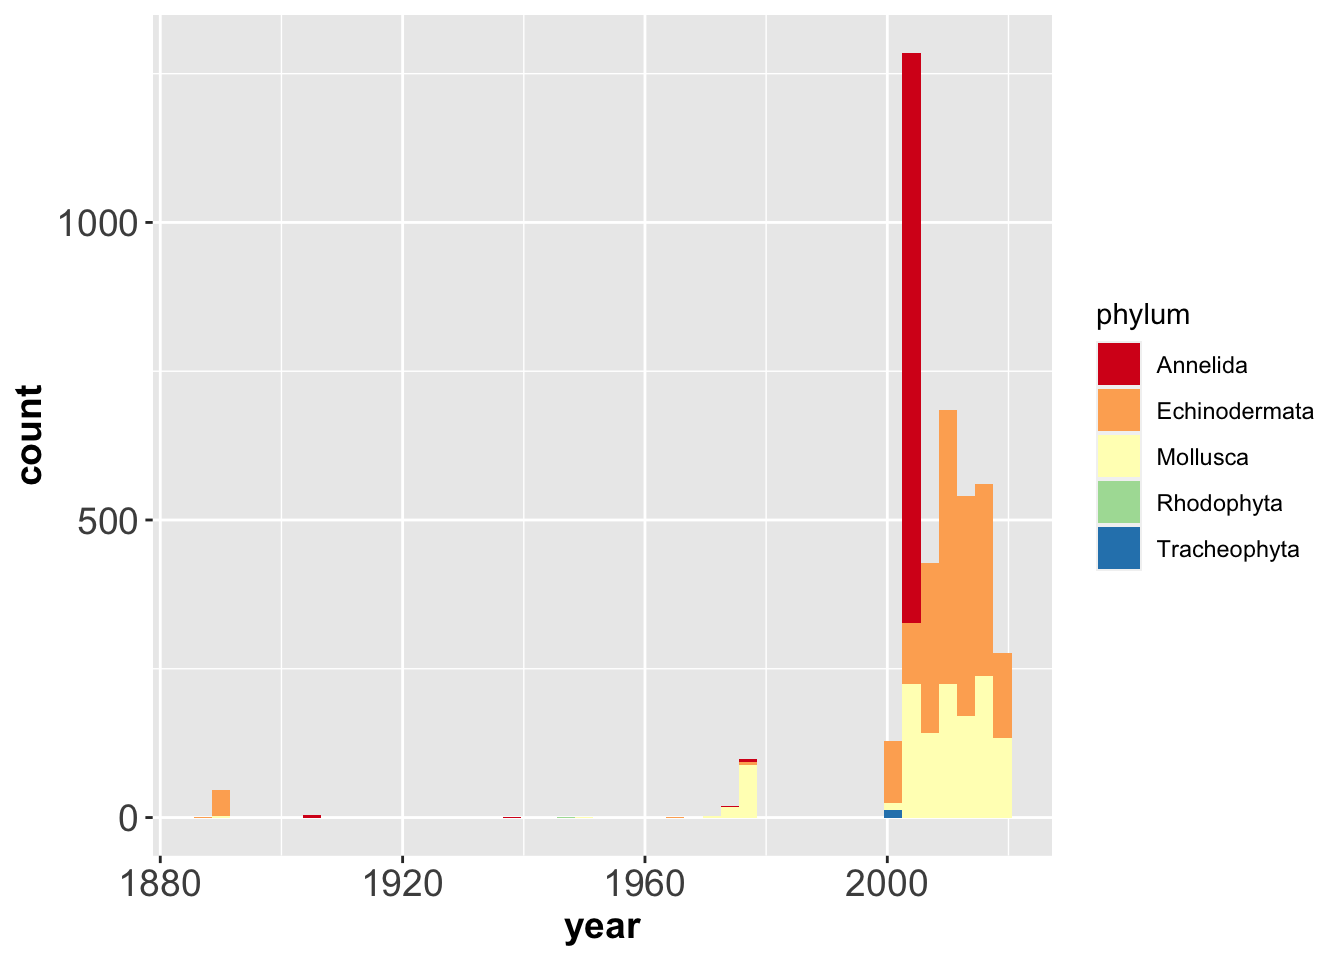 1000
500
0
count
1880 1920 1960 2000
year
phylum
Annelida
Echinodermata
Mollusca
Rhodophyta
Tracheophyta